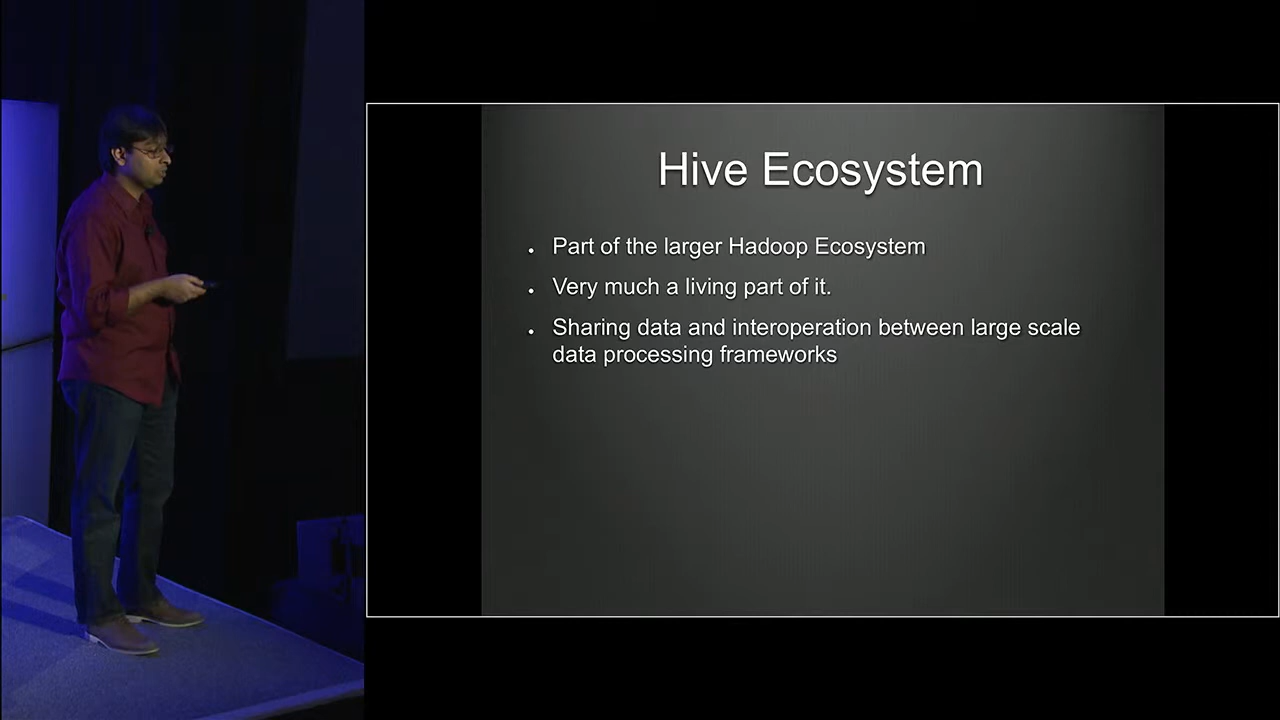 Hive Ecosystem
• Part of the larger Hadoop Ecosystem
• Very much a living part of it.
• Sharing data and interoperation between large scale
data processing frameworks